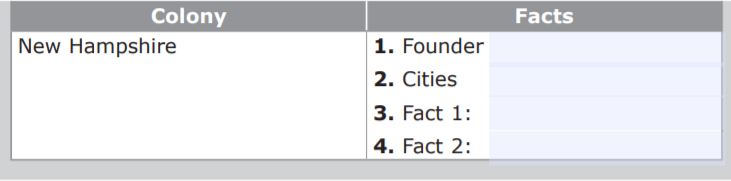 Colony Facts
New Hampshire 1. Founder
2. Cities
3. Fact 1:
4. Fact 2: